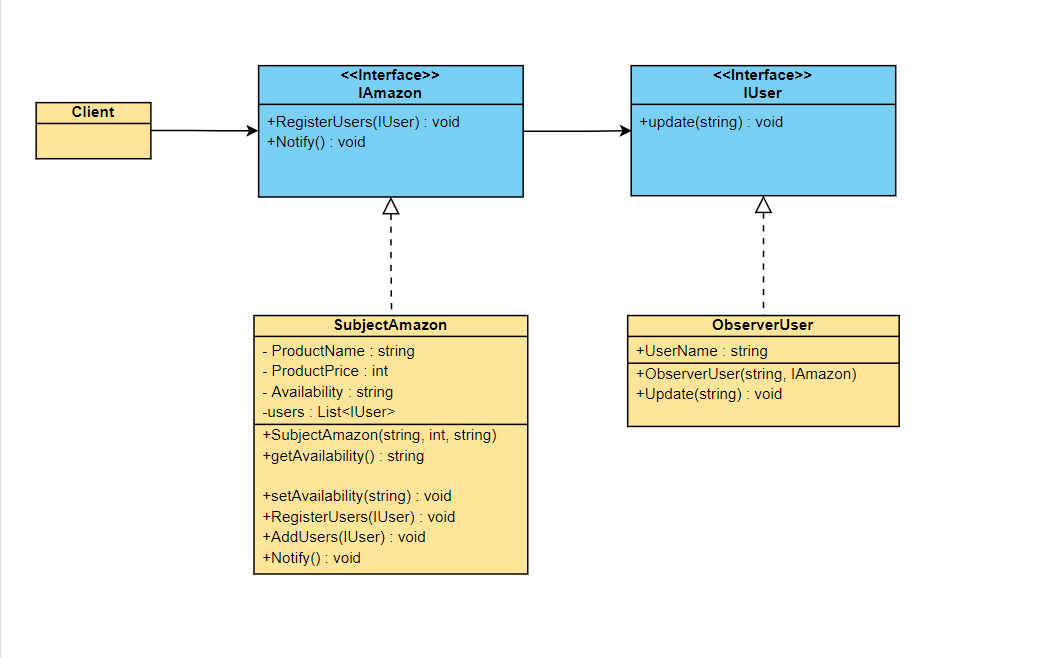 Client
<<Interface>>
IAmazon
+RegisterUsers(IUser) : void
+Notify() : void
<<Interface>>
IUser
+update(string) : void
SubjectAmazon
- ProductName : string
- ProductPrice : int
- Availability : string
-users : List<IUser>
+SubjectAmazon(string, int, string)
+getAvailability() : string
+setAvailability(string) : void
+RegisterUsers(IUser) : void
+AddUsers(IUser) : void
+Notify() : void
ObserverUser
+UserName : string
+ObserverUser(string, IAmazon)
+Update(string) : void